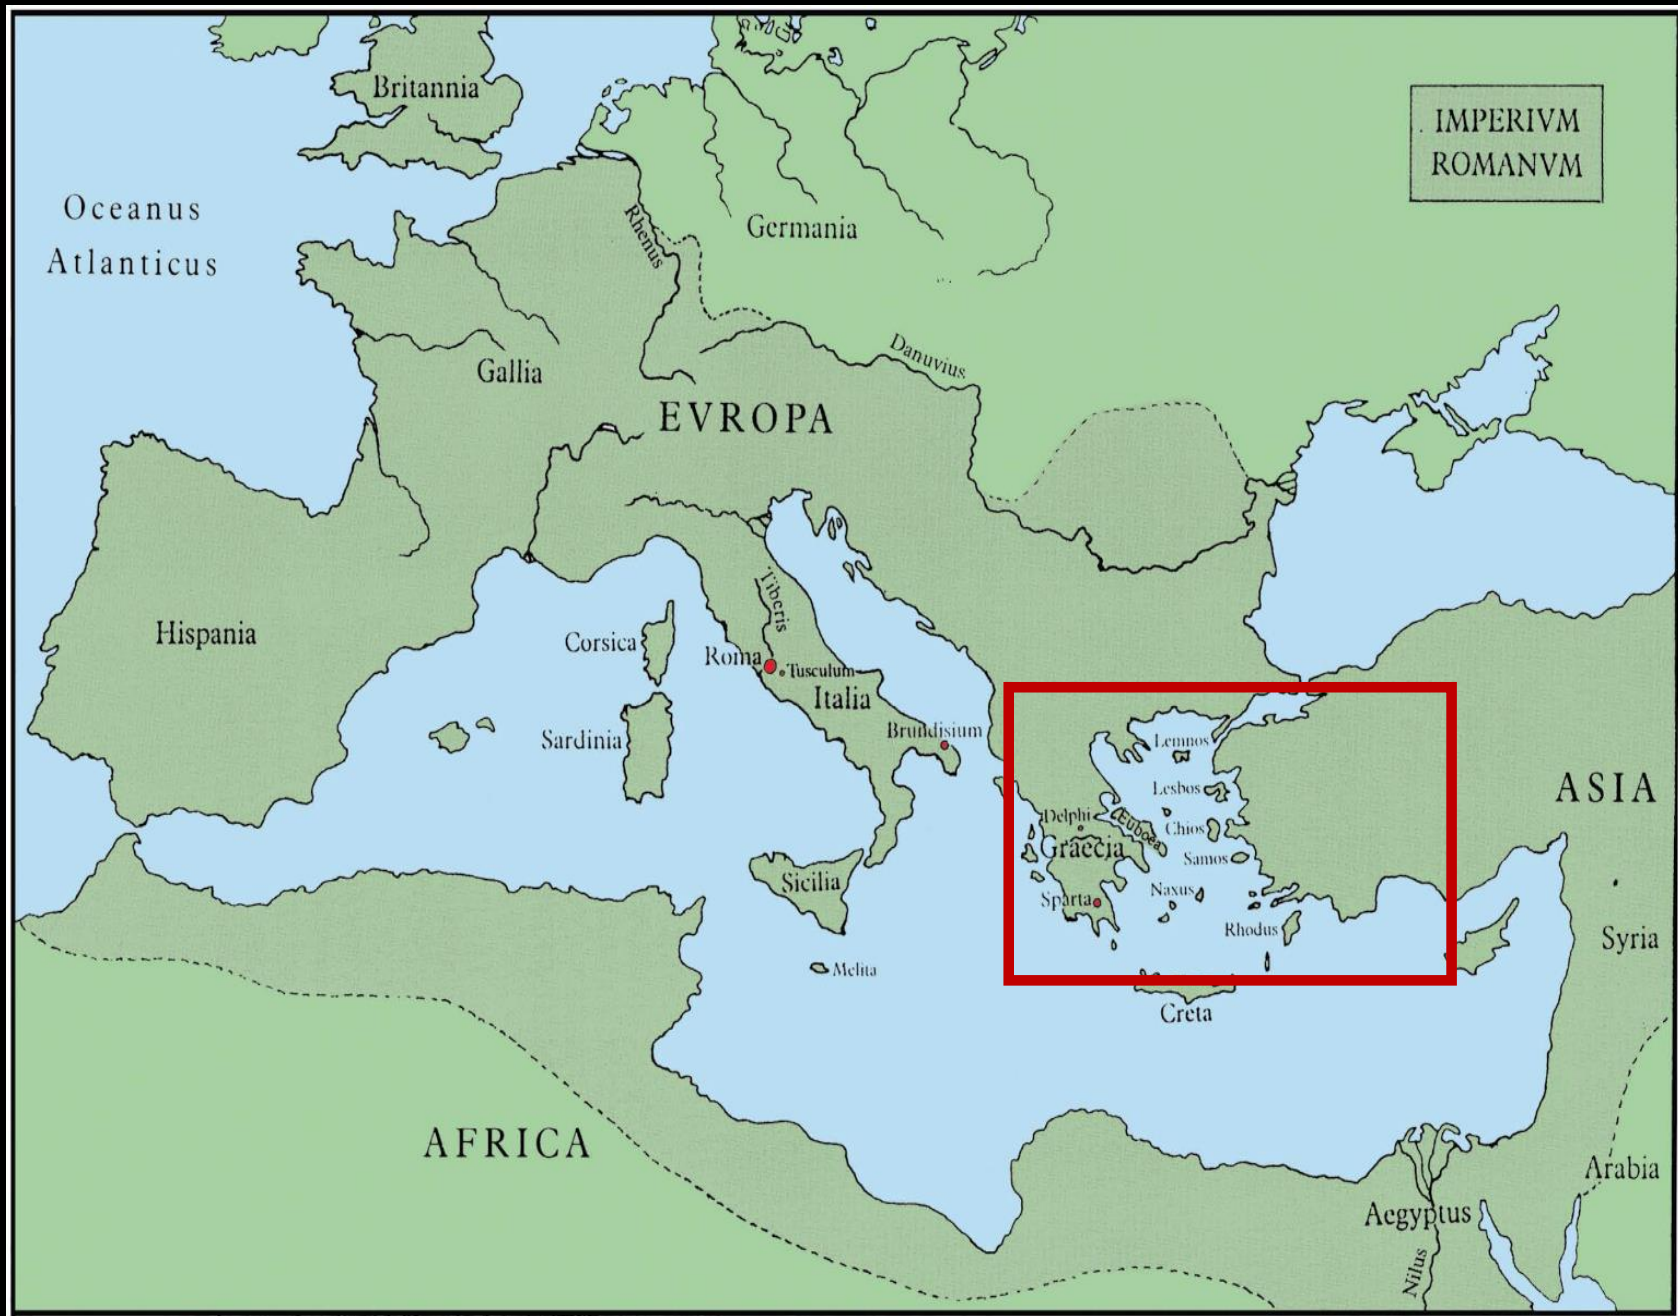 Britannia
IMPERIVM
ROMANVM
Oceanus
Atlanticus
Germania
Rhenus
Danuvius
Gallia
EVROPA
Hispania
Tiberis
Corsica
Roma
Tusculum
Italia
Sardinia
Brundisium
Lemnos
Lesbos
ASIA
Delphi
Euboea
Chios
Graecia
Samos
Sicilia
Naxus
Sparta
Rhodus
Syria
Melita
Creta
AFRICA
Arabia
Aegyptus
Nilus